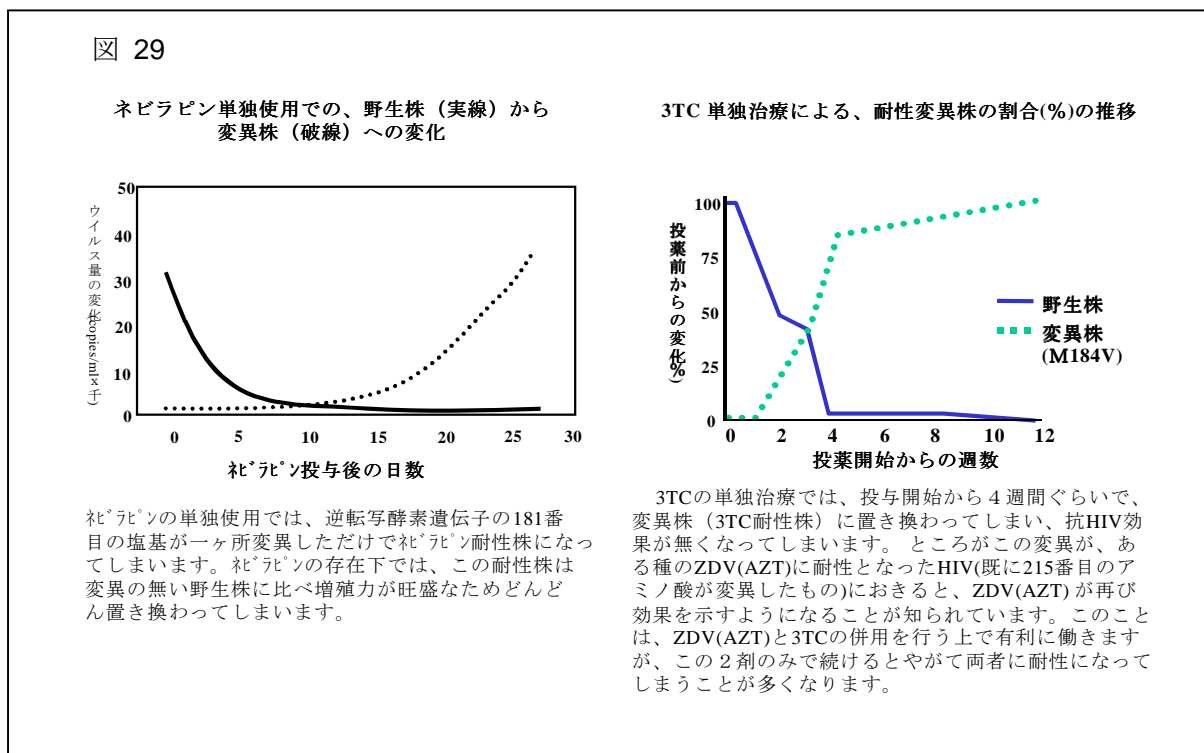 図 29
ネビラピン単独使用での、野生株（実線）から
変異株（破線）への変化
ウイルス量の変化(copies/ml x 千)
50
40
30
20
10
0
0 5 10 15 20 25 30
ﾈﾋﾞﾗﾋﾟﾝ投与後の日数
ﾈﾋﾞﾗﾋﾟﾝの単独使用では、逆転写酵素遺伝子の181番
目の塩基が一ヶ所変異しただけでﾈﾋﾞﾗﾋﾟﾝ耐性株になっ
てしまいます。ﾈﾋﾞﾗﾋﾟﾝの存在下では、この耐性株は
変異の無い野生株に比べ増殖力が旺盛なためどんど
ん置き換わってしまいます。
3TC 単独治療による、耐性変異株の割合(%)の推移
投薬前からの変化%)
100
75
50
25
0
0 2 4 6 8 10 12
投薬開始からの週数
野生株
変異株
(M184V)
3TCの単独治療では、投与開始から４週間ぐらいで、
変異株（3TC耐性株）に置き換わってしまい、抗HIV効
果が無くなってしまいます。 ところがこの変異が、あ
る種のZDV(AZT)に耐性となったHIV(既に215番目のア
ミノ酸が変異したもの)におきると、ZDV(AZT) が再び
効果を示すようになることが知られています。このこと
は、ZDV(AZT)と3TCの併用を行う上で有利に働きます
が、この２剤のみで続けるとやがて両者に耐性になって
しまうことが多くなります。